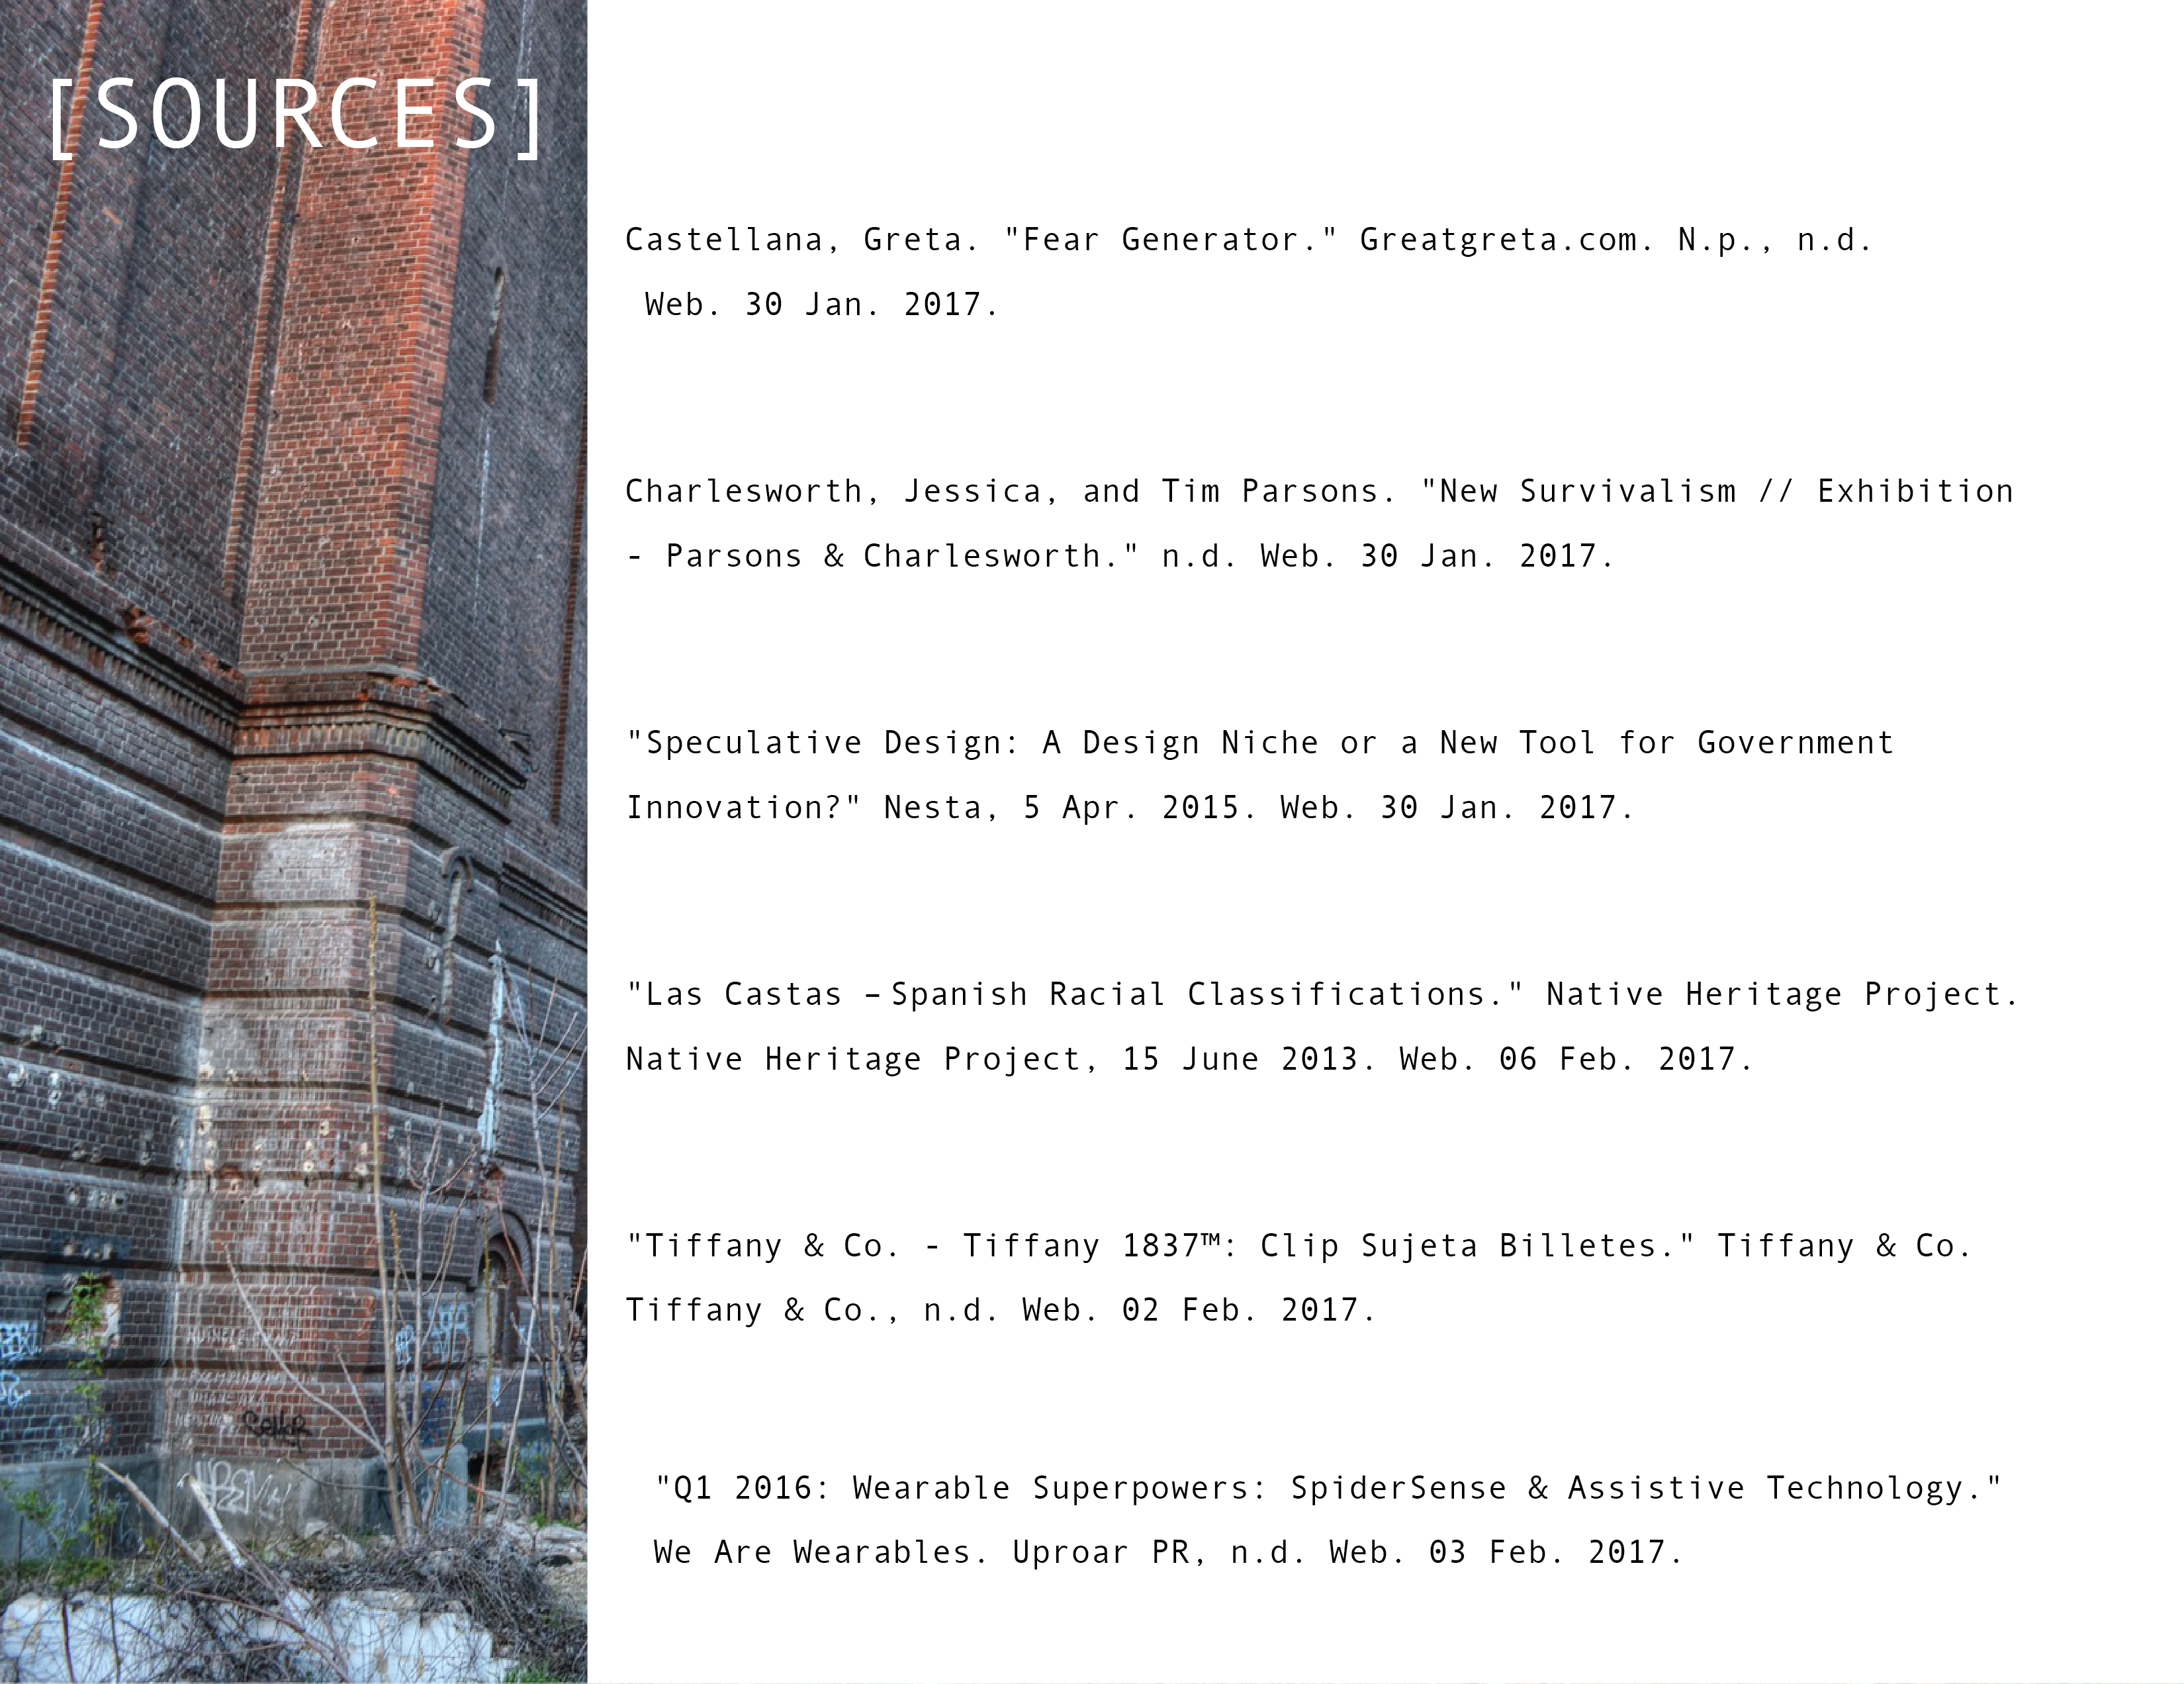 [SOURCES]
Castellana, Greta. "Fear Generator." Greatgreta.com. N.p., n.d.
Web. 30 Jan. 2017.
Charlesworth, Jessica, and Tim Parsons. "New Survivalism // Exhibition
- Parsons & Charlesworth." n.d. Web. 30 Jan. 2017.
"Speculative Design: A Design Niche or a New Tool for Government
Innovation?" Nesta, 5 Apr. 2015. Web. 30 Jan. 2017.
"Las Castas – Spanish Racial Classifications." Native Heritage Project.
Native Heritage Project, 15 June 2013. Web. 06 Feb. 2017.
"Tiffany & Co. - Tiffany 1837™: Clip Sujeta Billetes." Tiffany & Co.
Tiffany & Co., n.d. Web. 02 Feb. 2017.
"Q1 2016: Wearable Superpowers: SpiderSense & Assistive Technology."
We Are Wearables. Uproar PR, n.d. Web. 03 Feb. 2017.